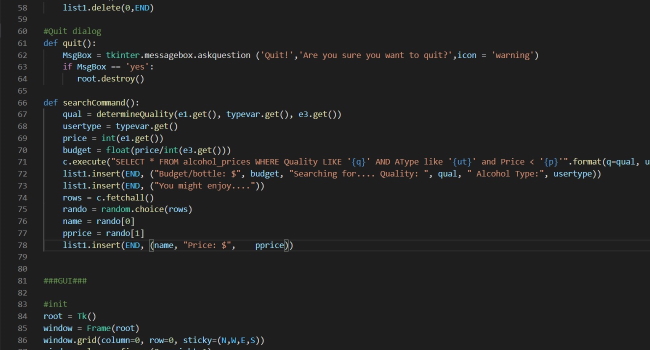 58 list1.delete(0,END)
59
60 #Quit dialog
61 def quit():
62 MsgBox = tkinter.messagebox.askquestion ('Quit!','Are you sure you want to quit?',icon = 'warning')
63 if MsgBox == 'yes':
64 root.destroy()
65
66 def searchCommand():
67 qual = determineQuality(e1.get(), typevar.get(), e3.get())
68 usertype = typevar.get()
69 price = int(e1.get())
70 budget = float(price/int(e3.get()))
71 c.execute("SELECT * FROM alcohol_prices WHERE Quality LIKE '{q}' AND AType like '{ut}' and Price < '{p}'".format(q=qual, u
72 list1.insert(END, ("Budget/bottle: $", budget, "Searching for.... Quality: ", qual, " Alcohol Type:", usertype))
73 list1.insert(END, ("You might enjoy...."))
74 rows = c.fetchall()
75 rando = random.choice(rows)
76 name = rando[0]
77 pprice = rando[1]
78 list1.insert(END, (name, "Price: $", pprice))
79
80
81 ###GUI###
82
83 #init
84 root = Tk()
85 window = Frame(root)
86 window.grid(column=0, row=0, sticky=(N,W,E,S))